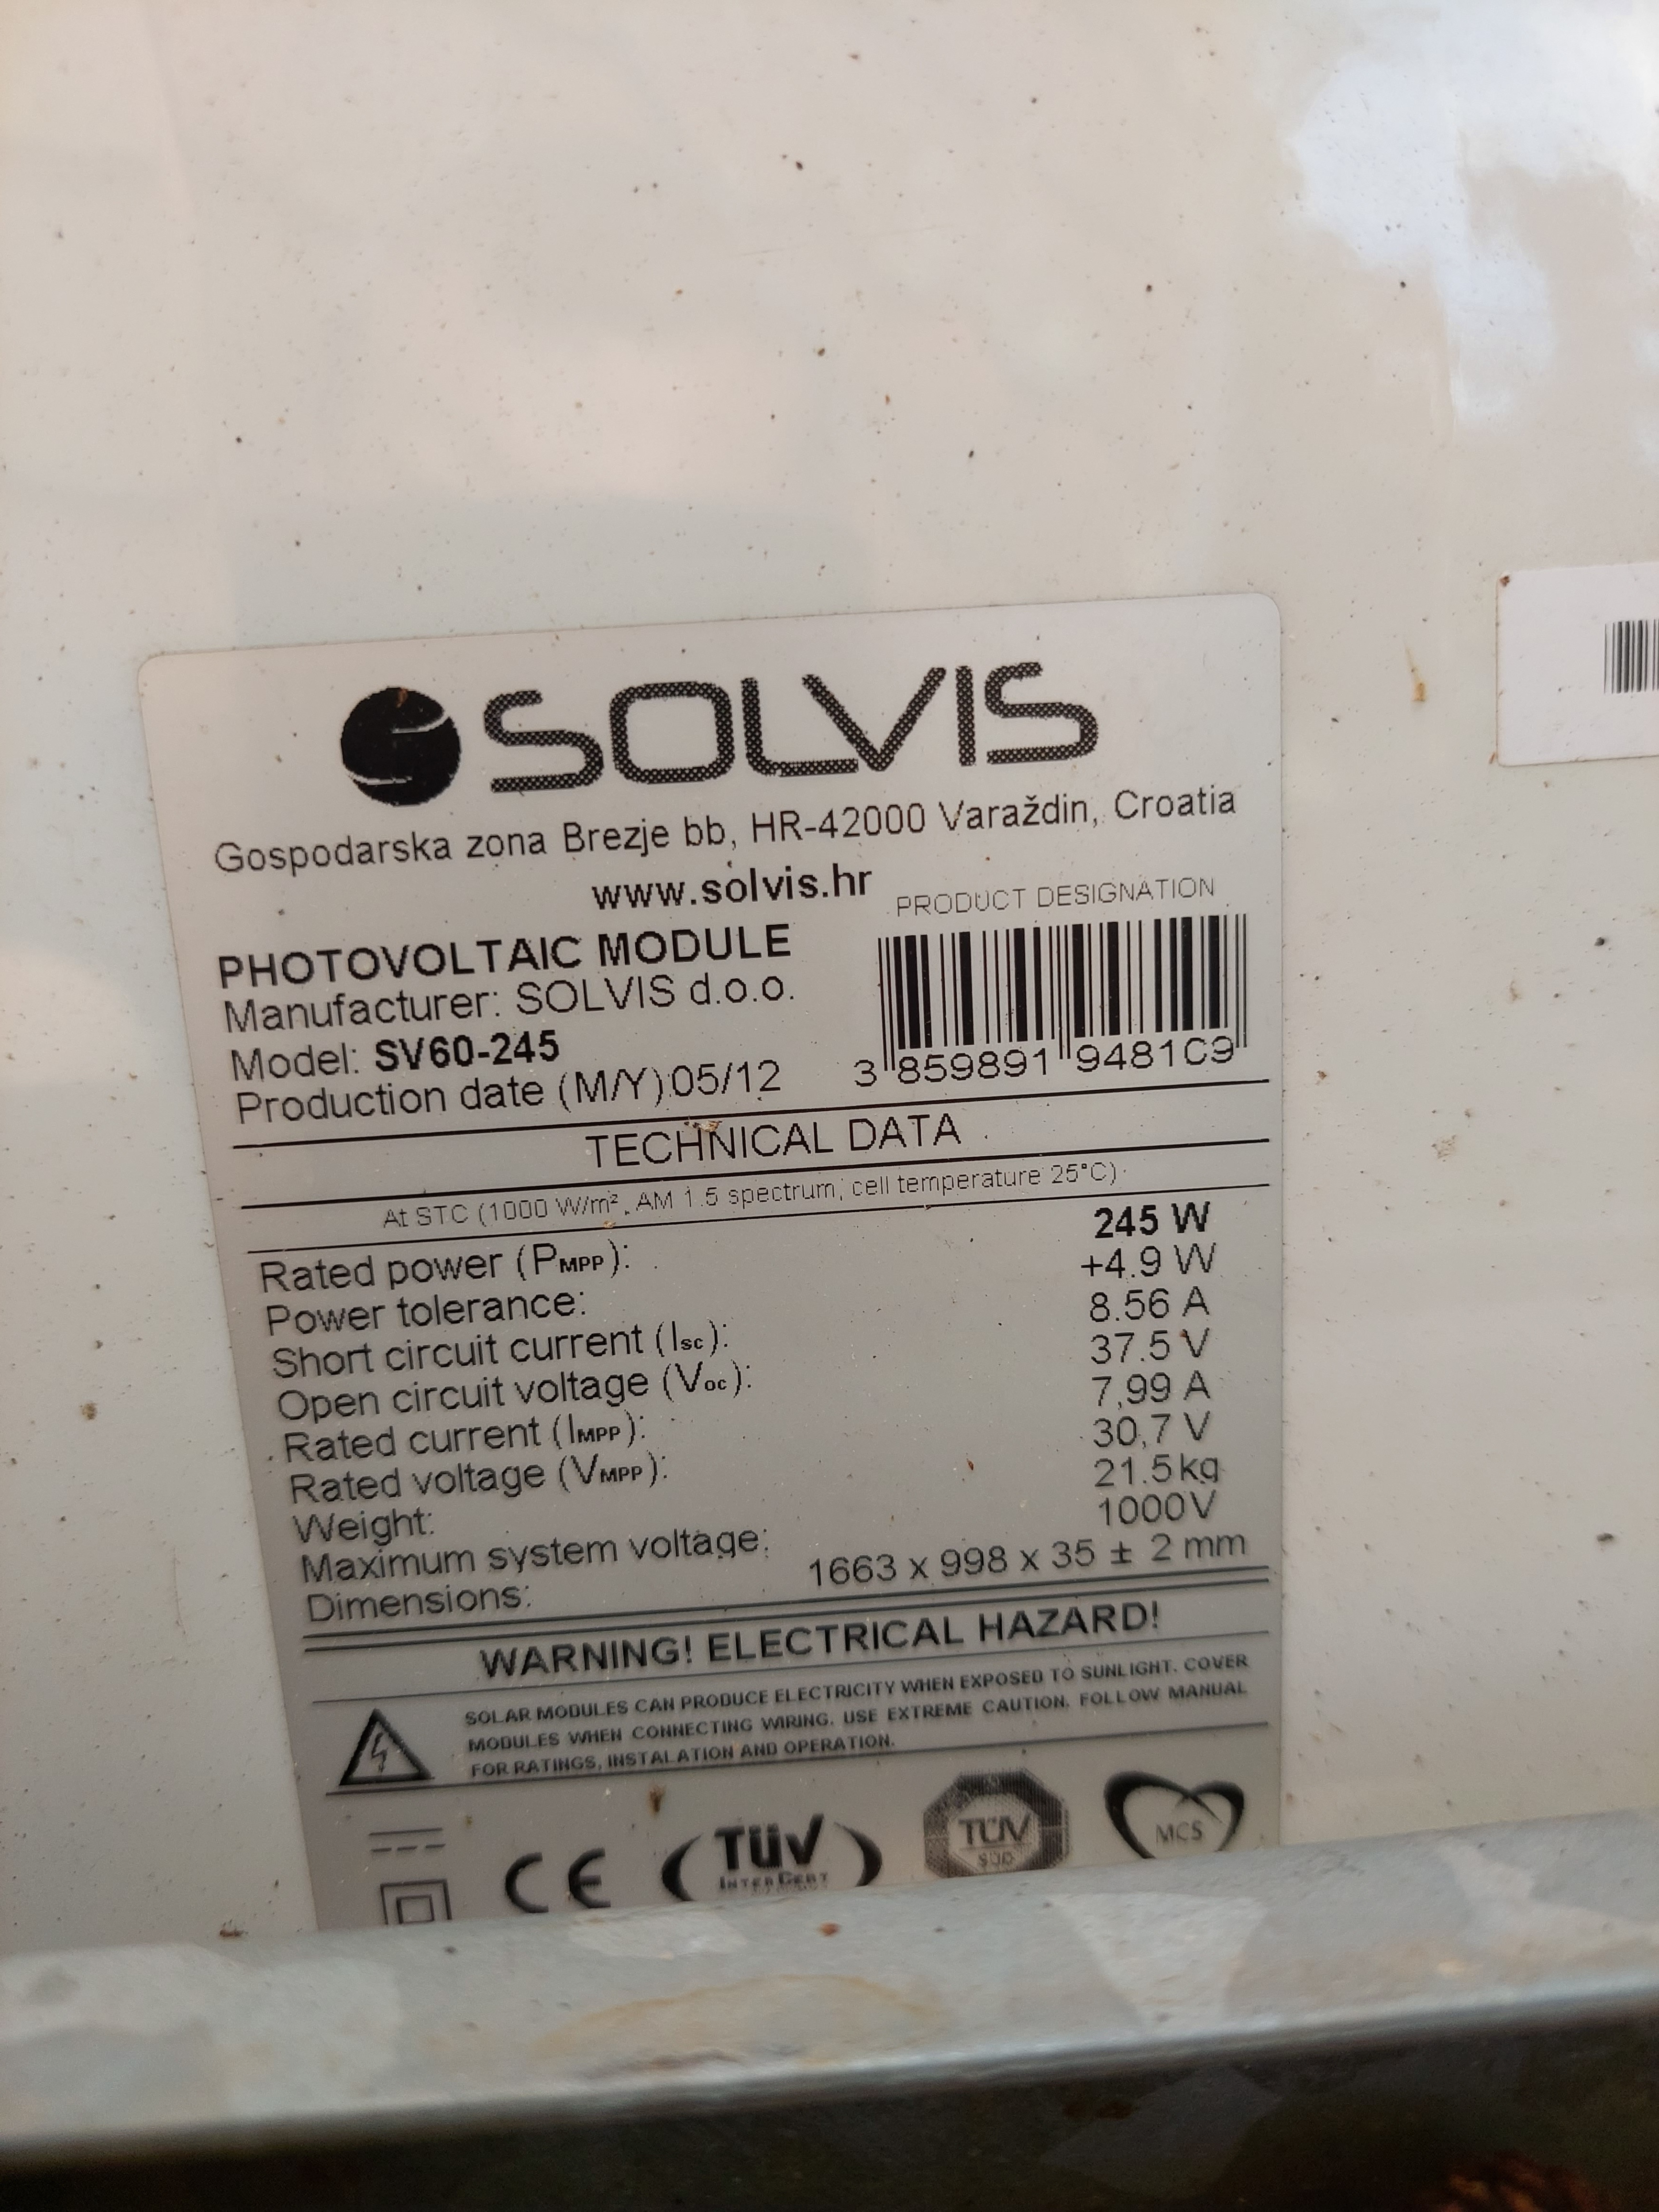 SOLVIS
Gospodarska zona Brezje bb, HR-42000 Varaždin, Croatia
www.solvis.hr
PRODUCT DESIGNATION
PHOTOVOLTAIC MODULE
Manufacturer: SOLVIS d.o.o.
Model: SV60-245
Production date (M/Y):05/12
3 859891 948109
TECHNICAL DATA
At STC (1000 W/m², AM 1.5 spectrum, cell temperature 25°C)
Rated power (PMPP): 245 W
Power tolerance: +4.9 W
Short circuit current (Isc): 8.56 A
Open circuit voltage (Voc): 37.5 V
Rated current (IMPP): 7,99 A
Rated voltage (VMPP): 30,7 V
Weight: 21.5kg
Maximum system voltage: 1000V
Dimensions: 1663 x 998 x 35 ± 2 mm
WARNING! ELECTRICAL HAZARD!
SOLAR MODULES CAN PRODUCE ELECTRICITY WHEN EXPOSED TO SUNLIGHT. COVER
MODULES WHEN CONNECTING WIRING. USE EXTREME CAUTION. FOLLOW MANUAL
FOR RATINGS, INSTALATION AND OPERATION.
CE
TÜV
INTERCERT
TÜV
SÜD
MCS